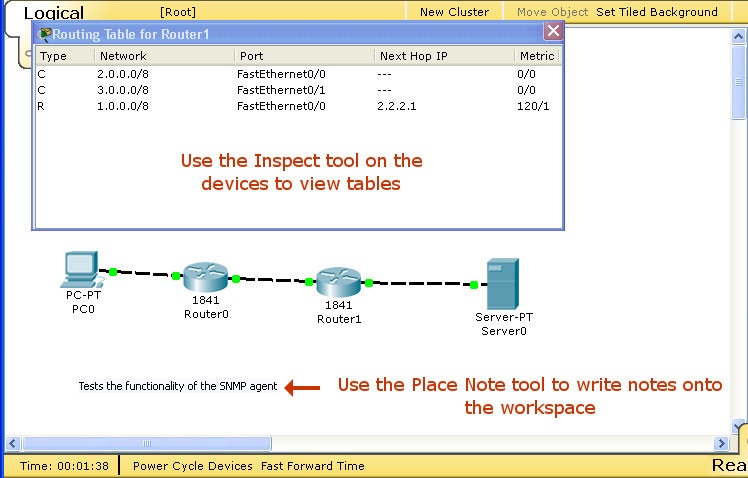 Logical [Root] New Cluster Move Object Set Tiled Background
Routing Table for Router1
Type Network Port Next Hop IP Metric
C 2.0.0.0/8 FastEthernet0/0 --- 0/0
C 3.0.0.0/8 FastEthernet0/1 --- 0/0
R 1.0.0.0/8 FastEthernet0/0 2.2.2.1 120/1
Use the Inspect tool on the
devices to view tables
PC-PT
PC0
1841
Router0
1841
Router1
Server-PT
Server0
Tests the functionality of the SNMP agent
Use the Place Note tool to write notes onto
the workspace
Time: 00:01:38 Power Cycle Devices Fast Forward Time